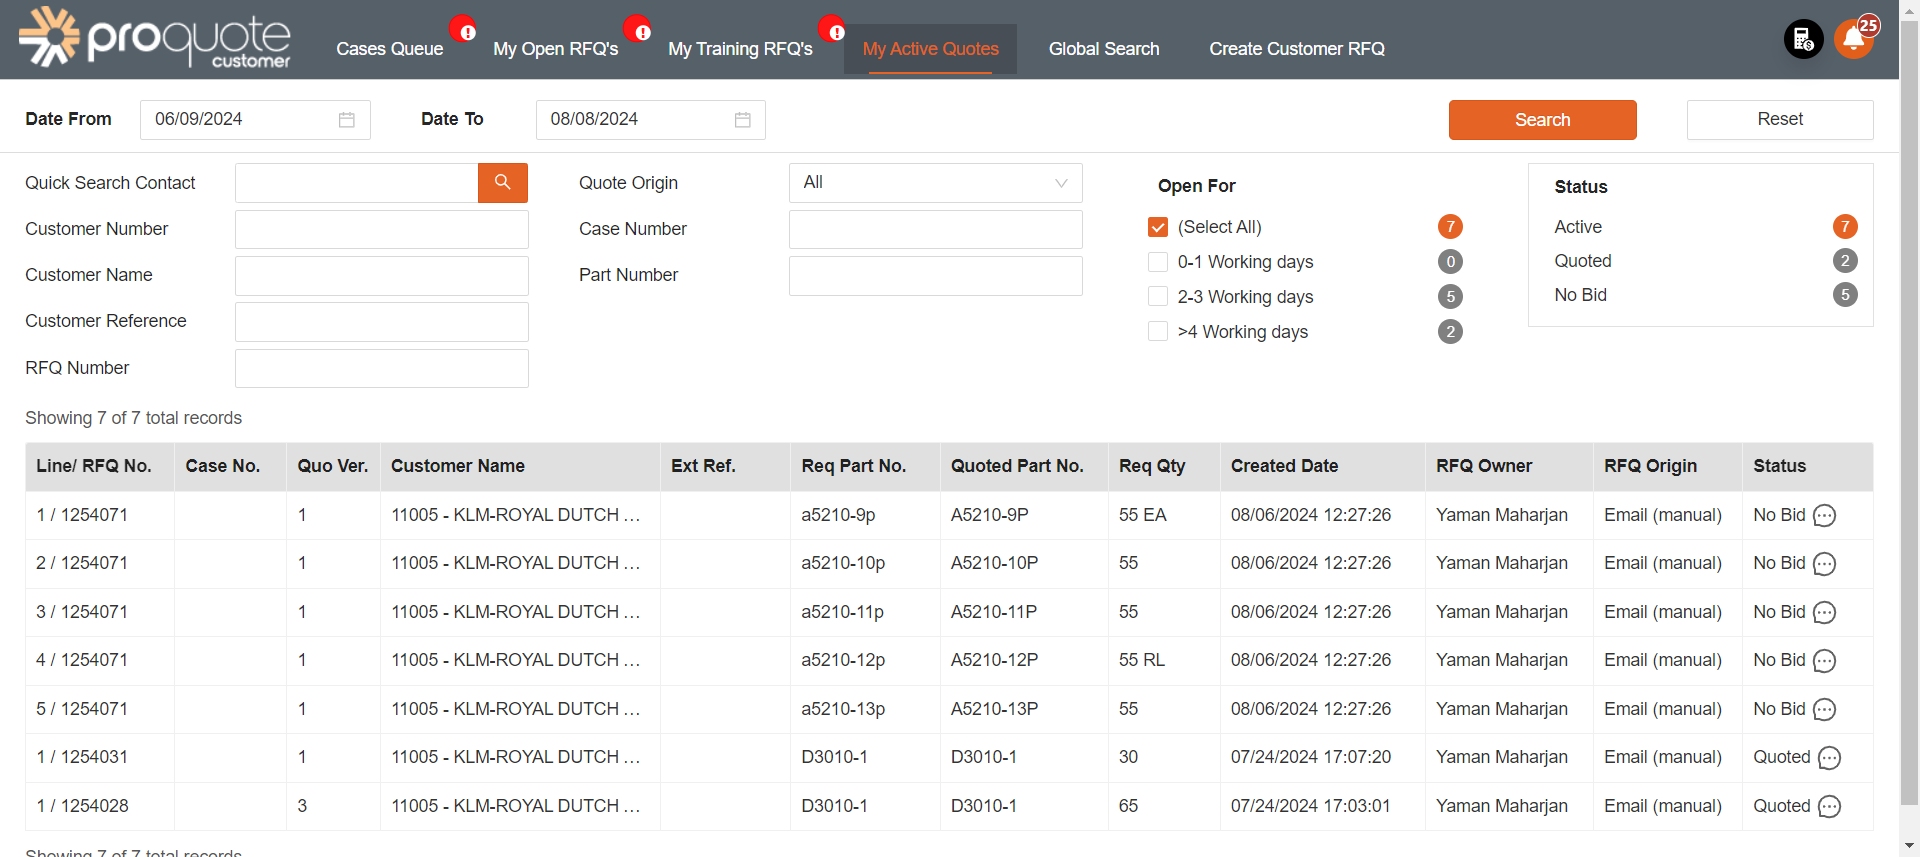 proquote
customer
Cases Queue
My Open RFQ's
My Training RFQ's
My Active Quotes
Global Search
Create Customer RFQ
25
Date From 06/09/2024 Date To 08/08/2024 Search Reset
Quick Search Contact
Customer Number
Customer Name
Customer Reference
RFQ Number
Quote Origin All
Case Number
Part Number
Open For
(Select All) 7
0-1 Working days 0
2-3 Working days 5
>4 Working days 2
Status
Active 7
Quoted 2
No Bid 5
Showing 7 of 7 total records
Line/ RFQ No. Case No. Quo Ver. Customer Name Ext Ref. Req Part No. Quoted Part No. Req Qty Created Date RFQ Owner RFQ Origin Status
1 / 1254071 1 11005 - KLM-ROYAL DUTCH ... a5210-9p A5210-9P 55 EA 08/06/2024 12:27:26 Yaman Maharjan Email (manual) No Bid
2 / 1254071 1 11005 - KLM-ROYAL DUTCH ... a5210-10p A5210-10P 55 08/06/2024 12:27:26 Yaman Maharjan Email (manual) No Bid
3 / 1254071 1 11005 - KLM-ROYAL DUTCH ... a5210-11p A5210-11P 55 08/06/2024 12:27:26 Yaman Maharjan Email (manual) No Bid
4 / 1254071 1 11005 - KLM-ROYAL DUTCH ... a5210-12p A5210-12P 55 RL 08/06/2024 12:27:26 Yaman Maharjan Email (manual) No Bid
5 / 1254071 1 11005 - KLM-ROYAL DUTCH ... a5210-13p A5210-13P 55 08/06/2024 12:27:26 Yaman Maharjan Email (manual) No Bid
1 / 1254031 1 11005 - KLM-ROYAL DUTCH ... D3010-1 D3010-1 30 07/24/2024 17:07:20 Yaman Maharjan Email (manual) Quoted
1 / 1254028 3 11005 - KLM-ROYAL DUTCH ... D3010-1 D3010-1 65 07/24/2024 17:03:01 Yaman Maharjan Email (manual) Quoted
Showing 7 of 7 total records